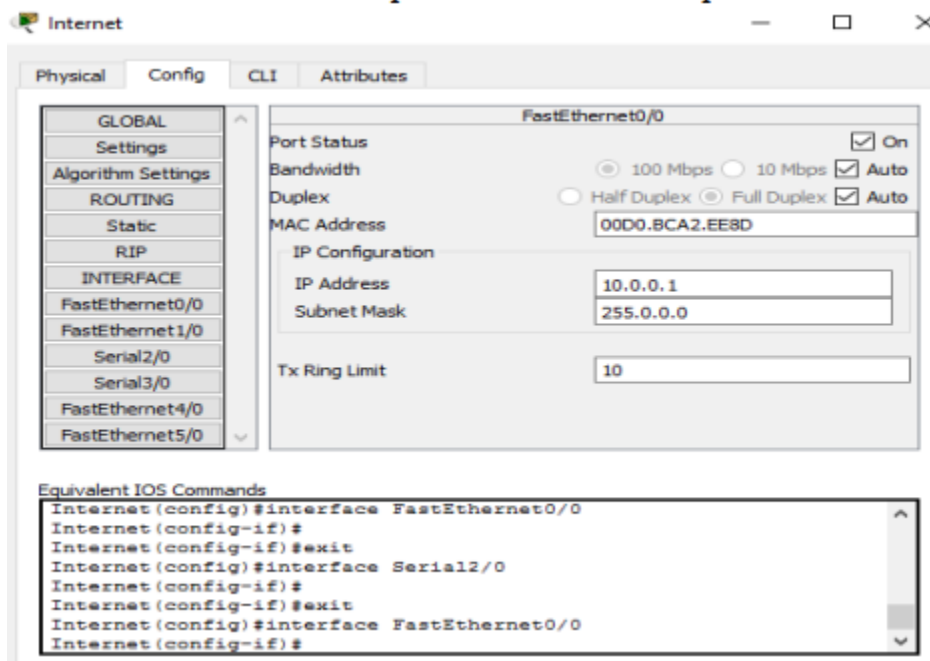 Internet
Physical Config CLI Attributes
GLOBAL
Settings
Algorithm Settings
ROUTING
Static
RIP
INTERFACE
FastEthernet0/0
FastEthernet1/0
Serial2/0
Serial3/0
FastEthernet4/0
FastEthernet5/0
FastEthernet0/0
Port Status On
Bandwidth 100 Mbps 10 Mbps Auto
Duplex Half Duplex Full Duplex Auto
MAC Address 00D0.BCA2.EE8D
IP Configuration
IP Address 10.0.0.1
Subnet Mask 255.0.0.0
Tx Ring Limit 10
Equivalent IOS Commands
Internet(config)#interface FastEthernet0/0
Internet(config-if)#
Internet(config-if)#exit
Internet(config)#interface Serial2/0
Internet(config-if)#
Internet(config-if)#exit
Internet(config)#interface FastEthernet0/0
Internet(config-if)#